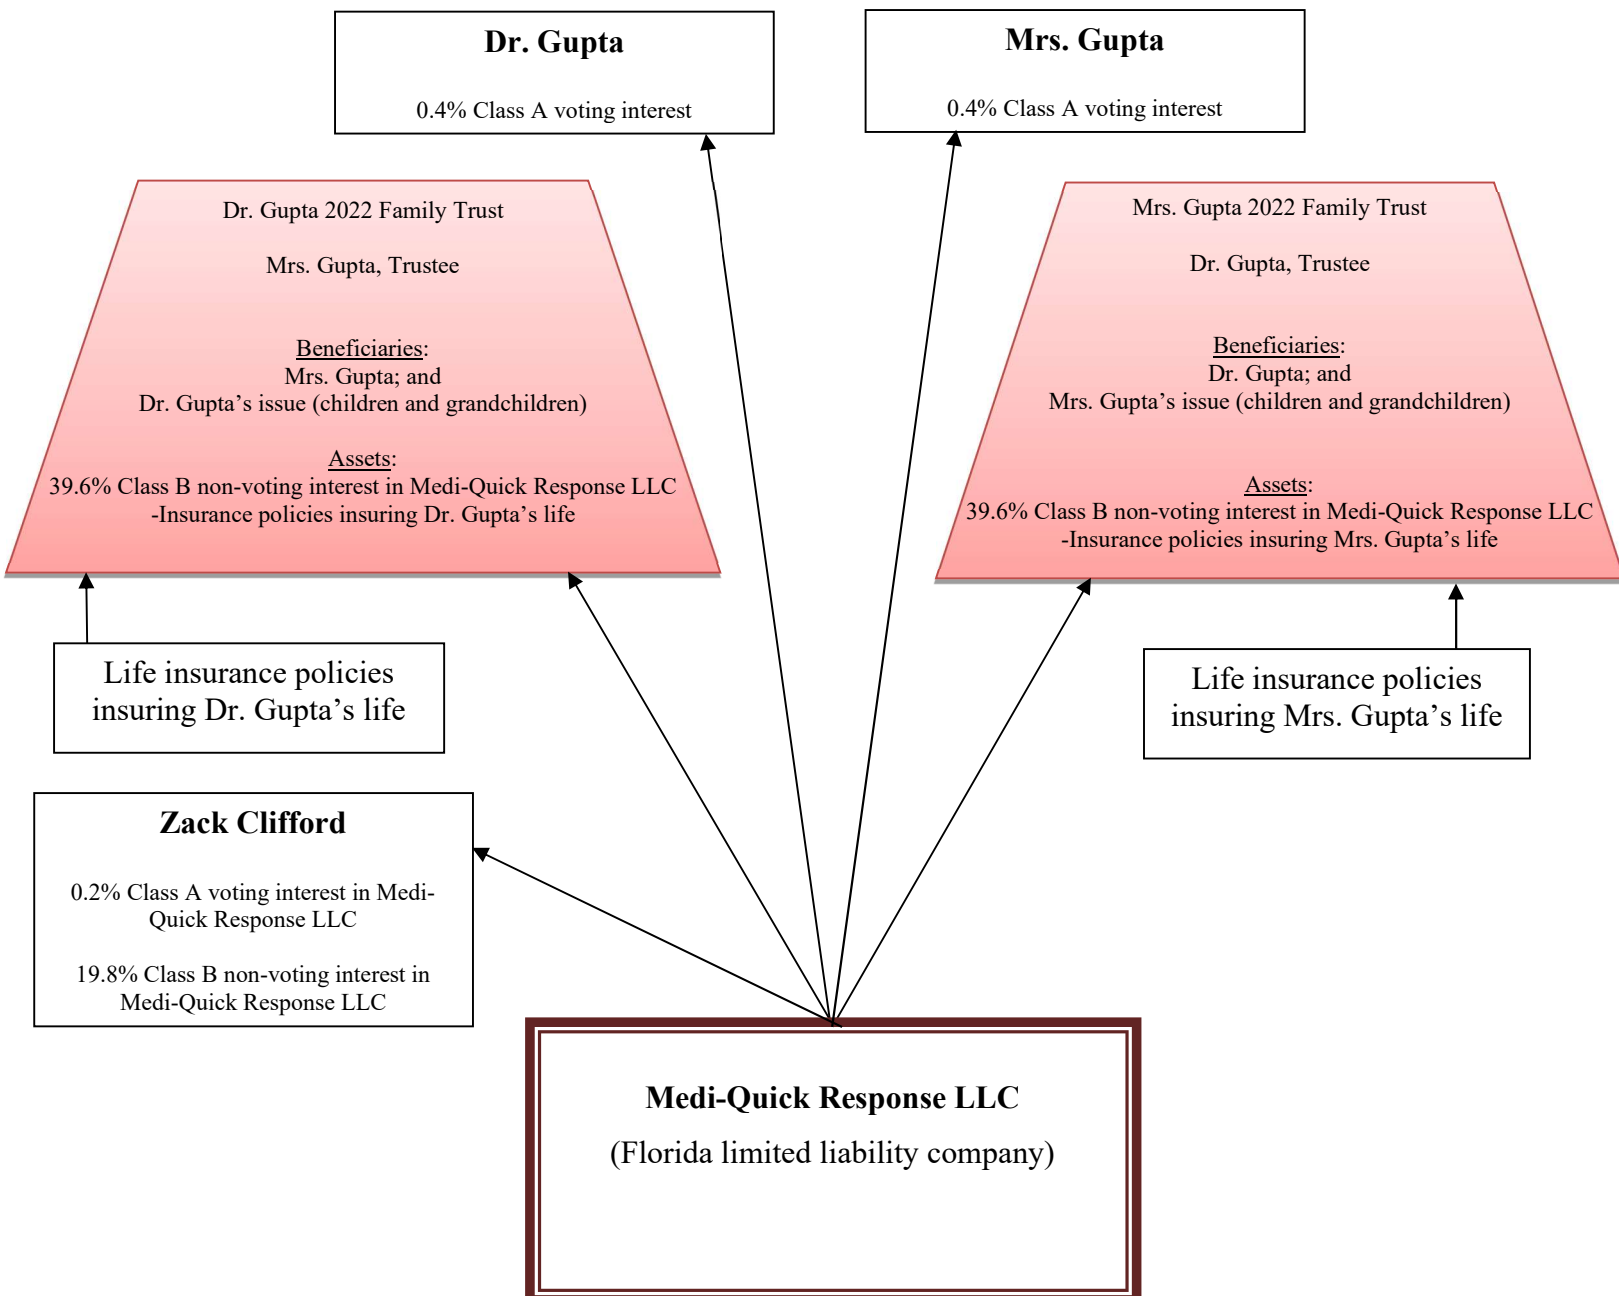 Dr. Gupta
0.4% Class A voting interest
Mrs. Gupta
0.4% Class A voting interest
Dr. Gupta 2022 Family Trust
Mrs. Gupta, Trustee
Beneficiaries:
Mrs. Gupta; and
Dr. Gupta’s issue (children and grandchildren)
Assets:
39.6% Class B non-voting interest in Medi-Quick Response LLC
-Insurance policies insuring Dr. Gupta’s life
Mrs. Gupta 2022 Family Trust
Dr. Gupta, Trustee
Beneficiaries:
Dr. Gupta; and
Mrs. Gupta’s issue (children and grandchildren)
Assets:
39.6% Class B non-voting interest in Medi-Quick Response LLC
-Insurance policies insuring Mrs. Gupta’s life
Life insurance policies
insuring Dr. Gupta’s life
Life insurance policies
insuring Mrs. Gupta’s life
Zack Clifford
0.2% Class A voting interest in Medi-
Quick Response LLC
19.8% Class B non-voting interest in
Medi-Quick Response LLC
Medi-Quick Response LLC
(Florida limited liability company)